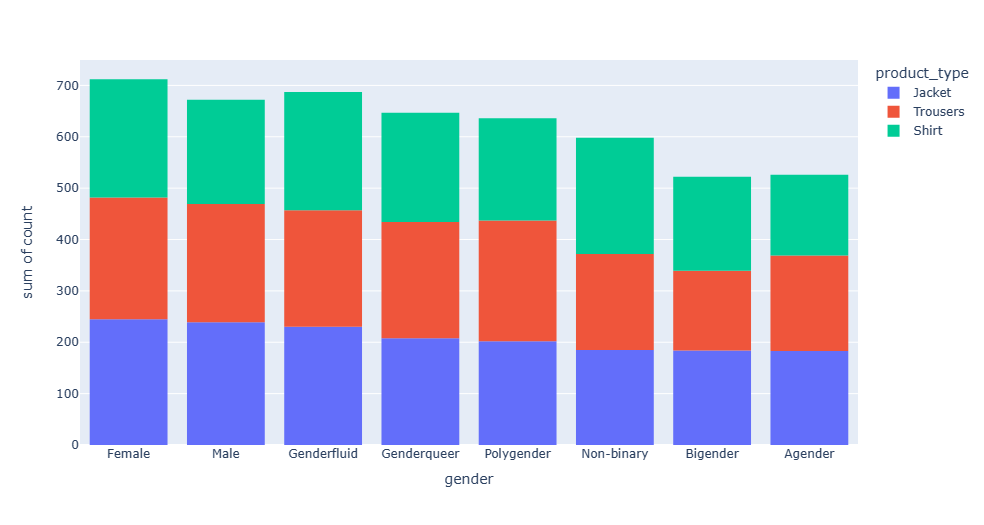 product_type
Jacket
Trousers
Shirt
sum of count
700
600
500
400
300
200
100
0
Female Male Genderfluid Genderqueer Polygender Non-binary Bigender Agender
gender